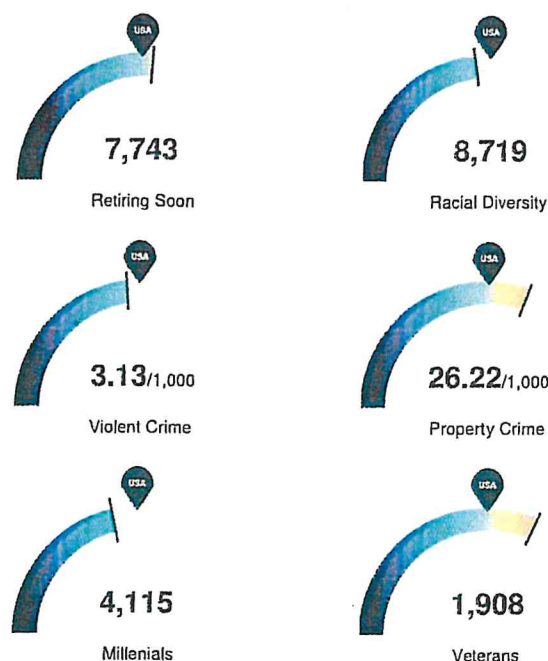 USA
7,743
Retiring Soon
USA
8,719
Racial Diversity
USA
3.13/1,000
Violent Crime
USA
26.22/1,000
Property Crime
USA
4,115
Millenials
USA
1,908
Veterans